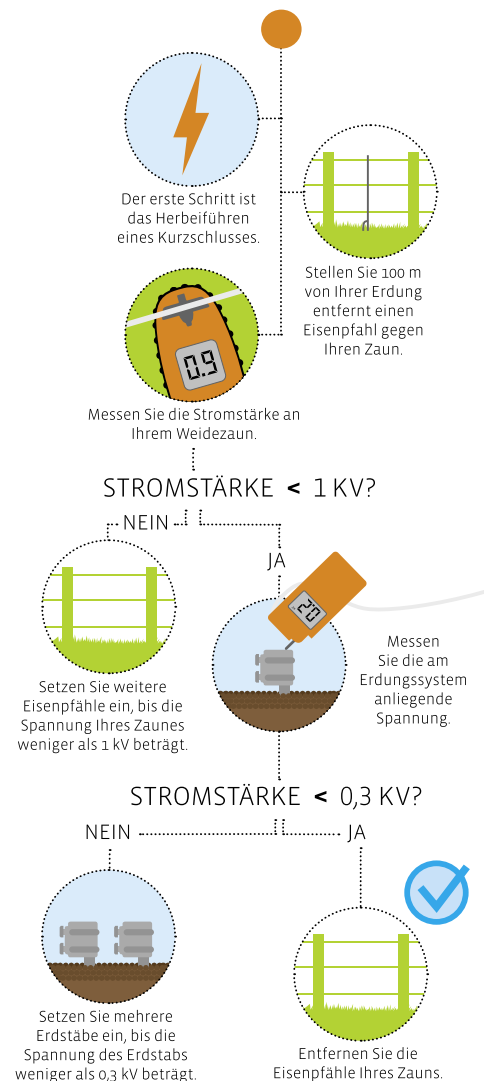 Der erste Schritt ist
das Herbeiführen
eines Kurzschlusses.
Stellen Sie 100 m
von Ihrer Erdung
entfernt einen
Eisenpfahl gegen
Ihren Zaun.
0.9
Messen Sie die Stromstärke an
Ihrem Weidezaun.
STROMSTÄRKE < 1 KV?
NEIN
JA
Setzen Sie weitere
Eisenpfähle ein, bis die
Spannung Ihres Zaunes
weniger als 1 kV beträgt.
Messen
Sie die am
Erdungssystem
anliegende
Spannung.
STROMSTÄRKE < 0,3 KV?
NEIN
JA
Setzen Sie mehrere
Erdstäbe ein, bis die
Spannung des Erdstabs
weniger als 0,3 kV beträgt.
Entfernen Sie die
Eisenpfähle Ihres Zauns.